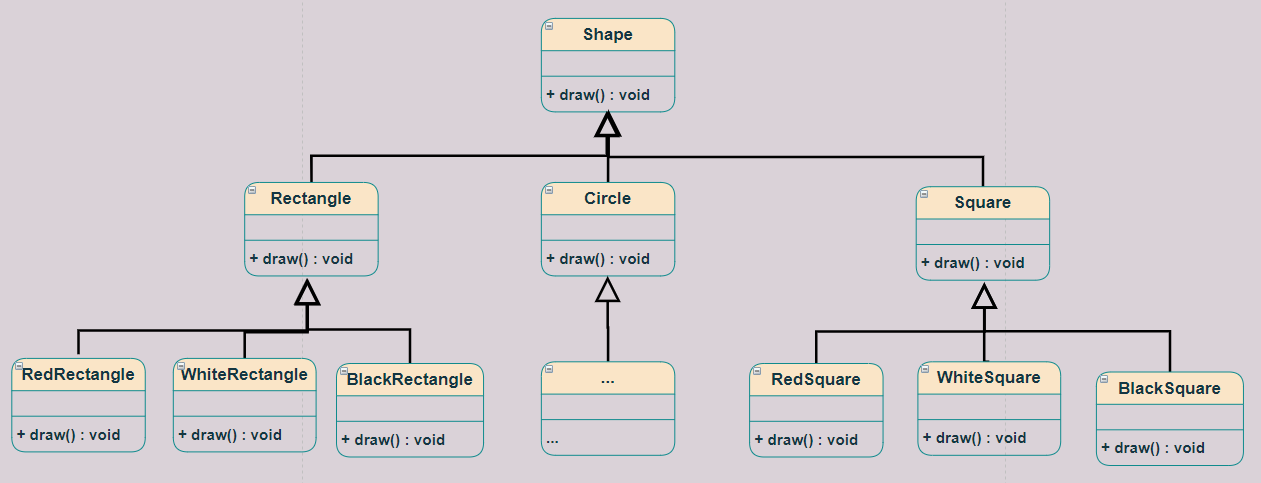 Shape
+ draw() : void
Rectangle
+ draw() : void
Circle
+ draw() : void
Square
+ draw() : void
RedRectangle
+ draw() : void
WhiteRectangle
+ draw() : void
BlackRectangle
+ draw() : void
...
...
RedSquare
+ draw() : void
WhiteSquare
+ draw() : void
BlackSquare
+ draw() : void